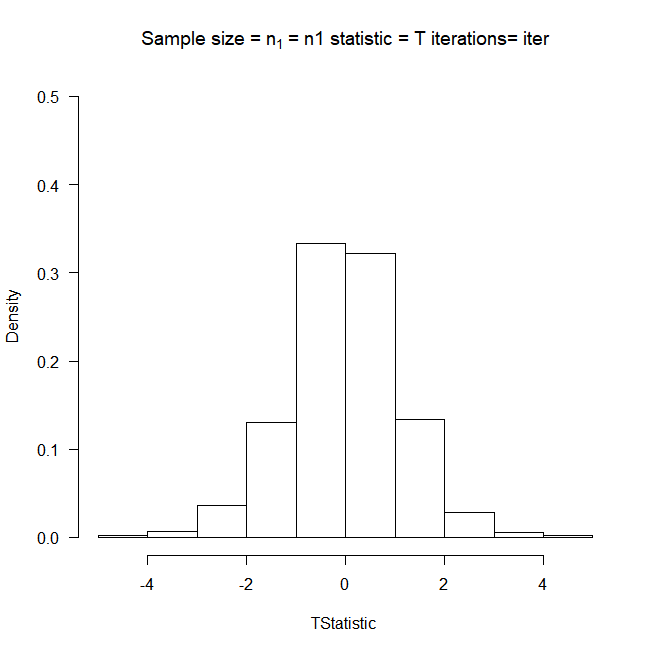 Sample size = n₁ = n1 statistic = T iterations= iter
0.5
0.4
0.3
0.2
0.1
0.0
Density
-4 -2 0 2 4
TStatistic